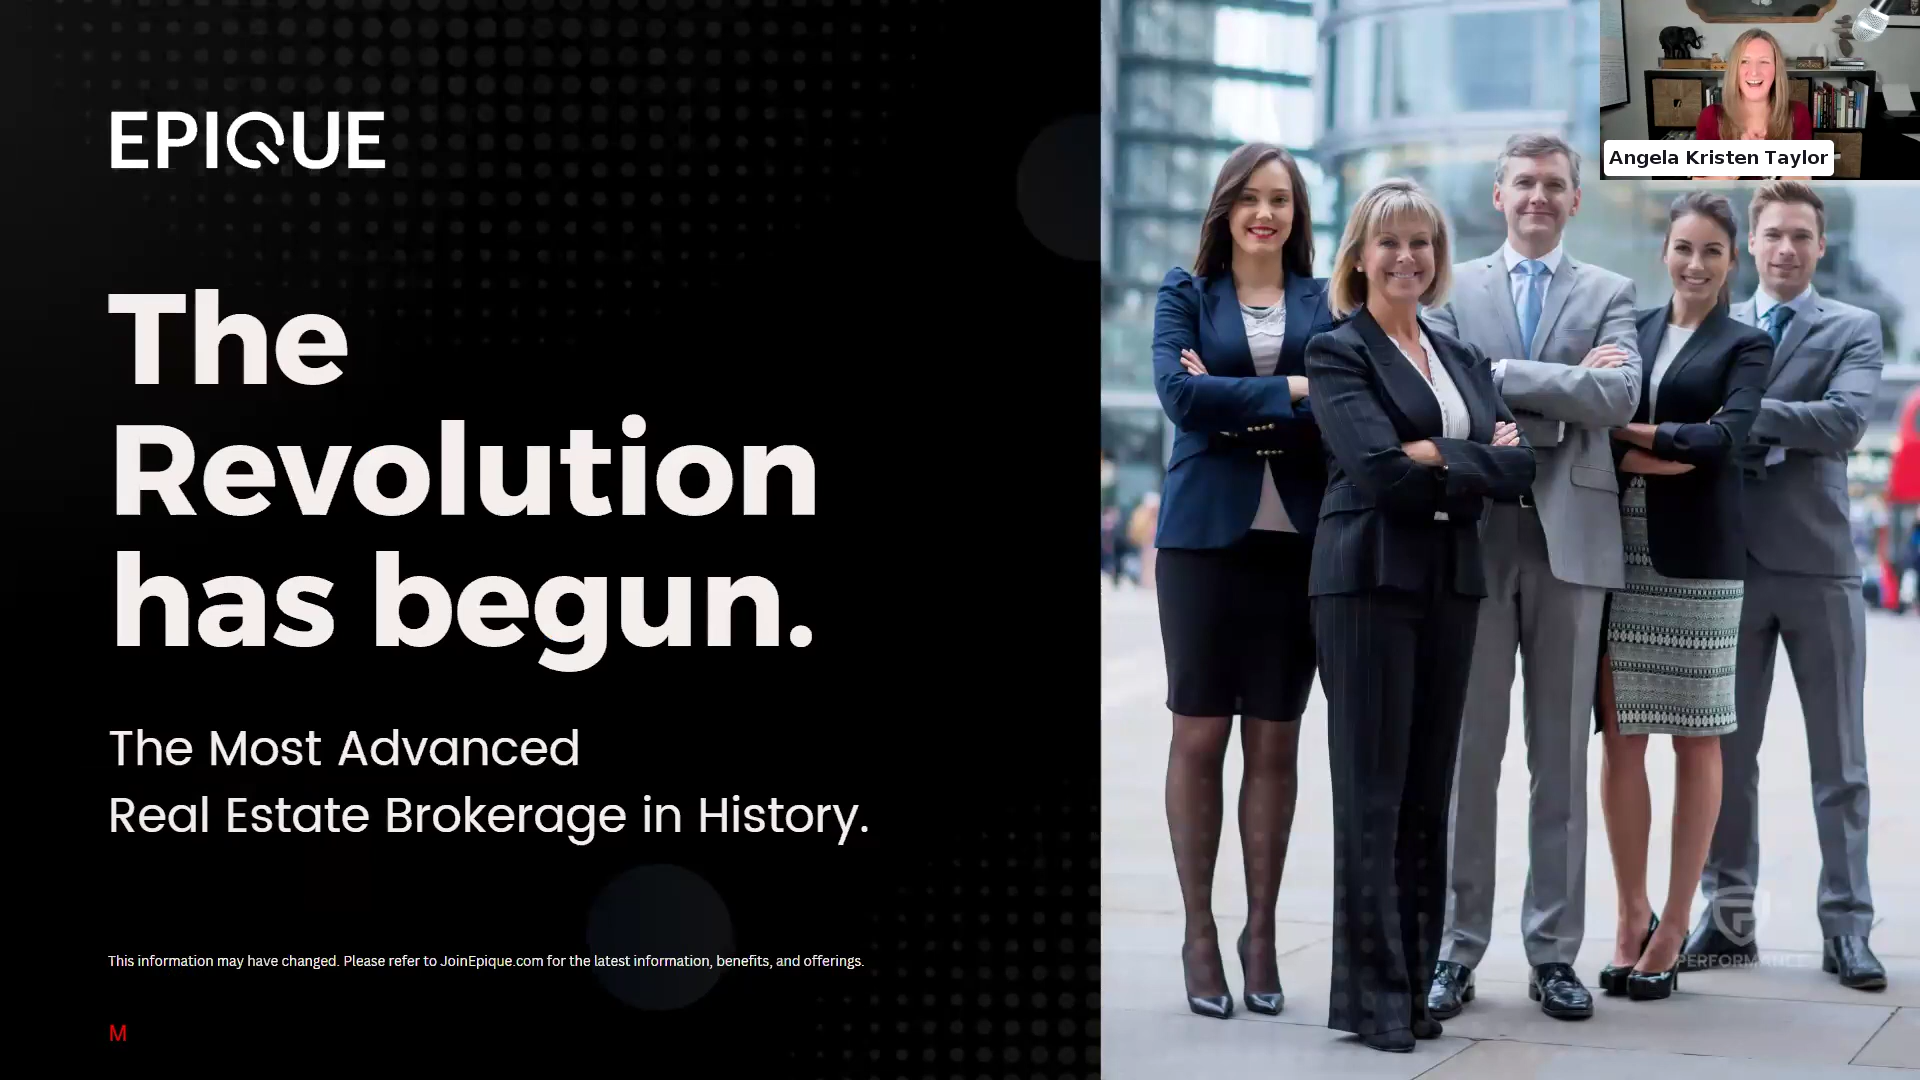 EPIQUE
The
Revolution
has begun.
The Most Advanced
Real Estate Brokerage in History.
This information may have changed. Please refer to JoinEpique.com for the latest information, benefits, and offerings.
M
Angela Kristen Taylor
PERFORMANCE